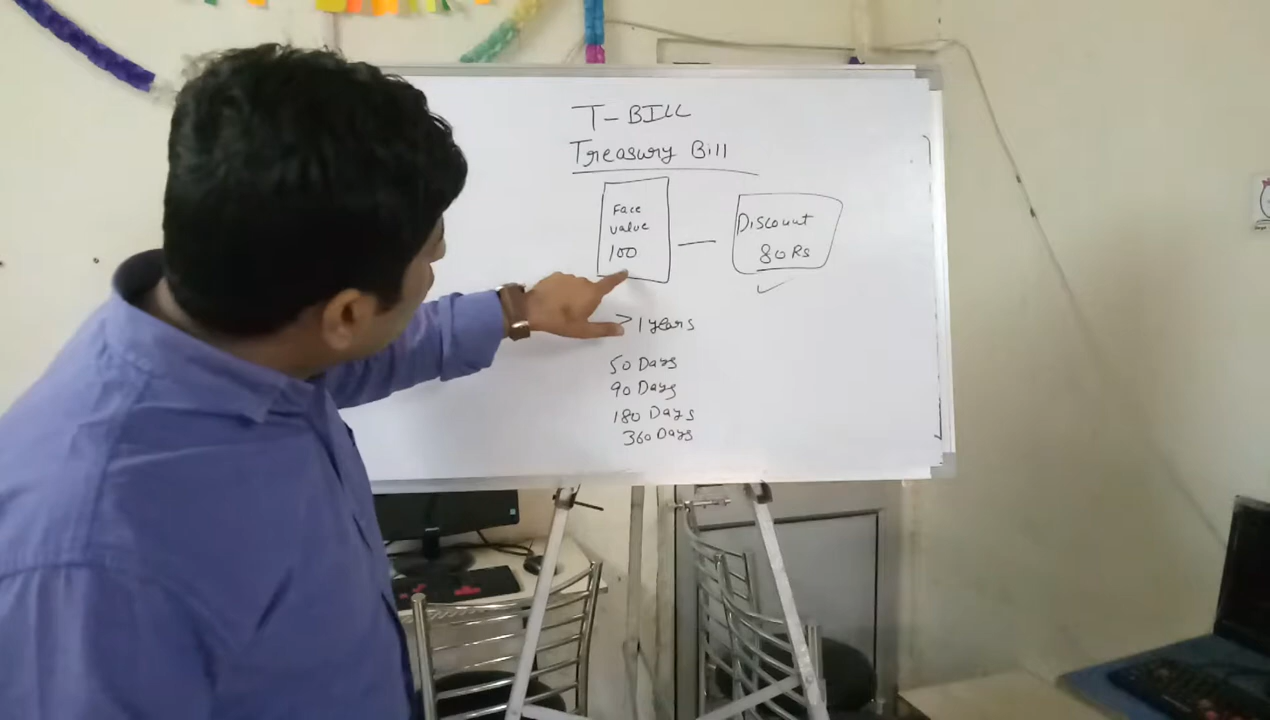 T-BILL
Treasury Bill
Face
value
100
—
Discount
80 Rs
> 1 years
50 Days
90 Days
180 Days
360 Days